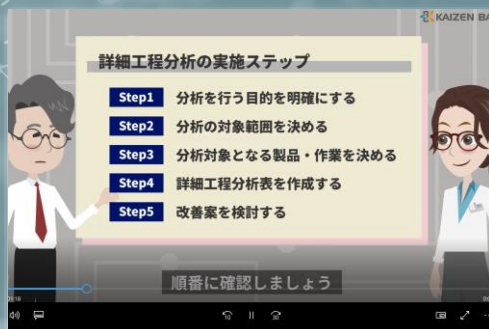 KAIZEN BA
詳細工程分析の実施ステップ
Step1 分析を行う目的を明確にする
Step2 分析の対象範囲を決める
Step3 分析対象となる製品・作業を決める
Step4 詳細工程分析表を作成する
Step5 改善案を検討する
順番に確認しましょう
10 30